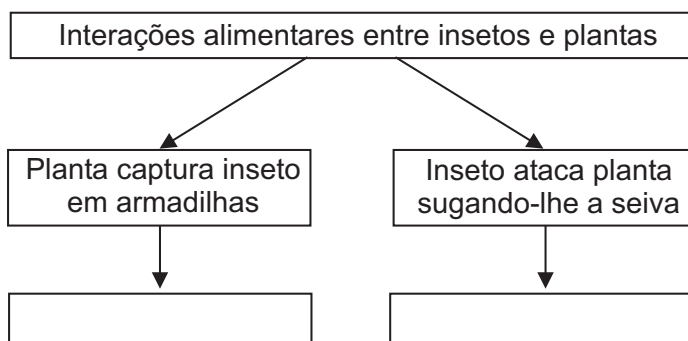 Interações alimentares entre insetos e plantas
Planta captura inseto
em armadilhas
Inseto ataca planta
sugando-lhe a seiva